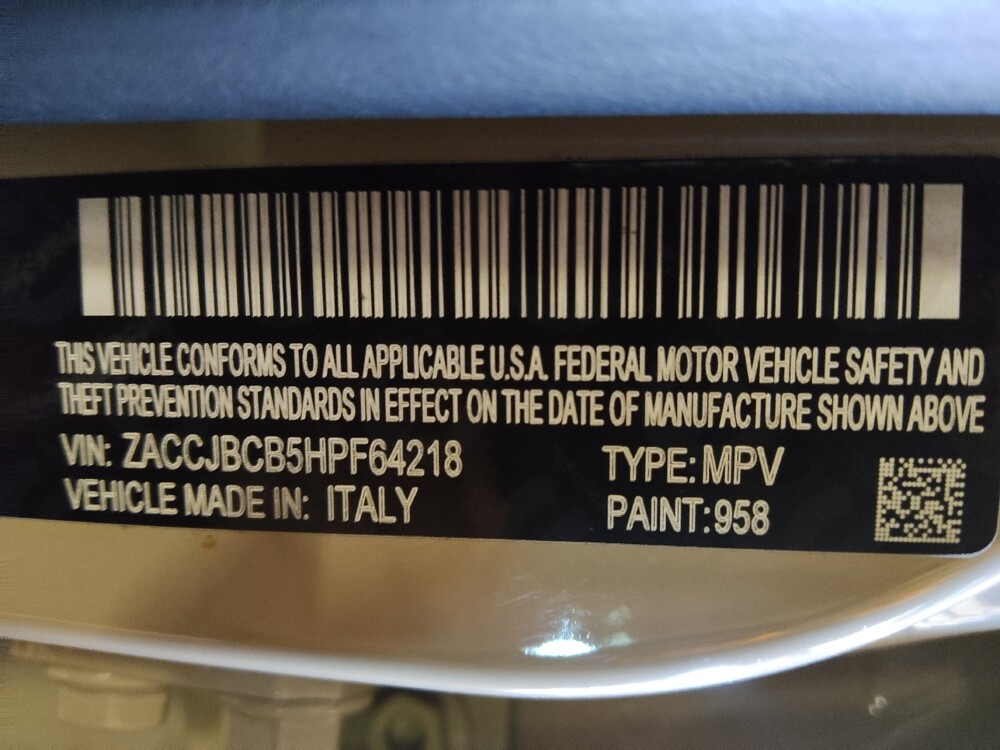 THIS VEHICLE CONFORMS TO ALL APPLICABLE U.S.A. FEDERAL MOTOR VEHICLE SAFETY AND
THEFT PREVENTION STANDARDS IN EFFECT ON THE DATE OF MANUFACTURE SHOWN ABOVE
VIN: ZACCJBCB5HPF64218 TYPE: MPV
VEHICLE MADE IN: ITALY PAINT: 958